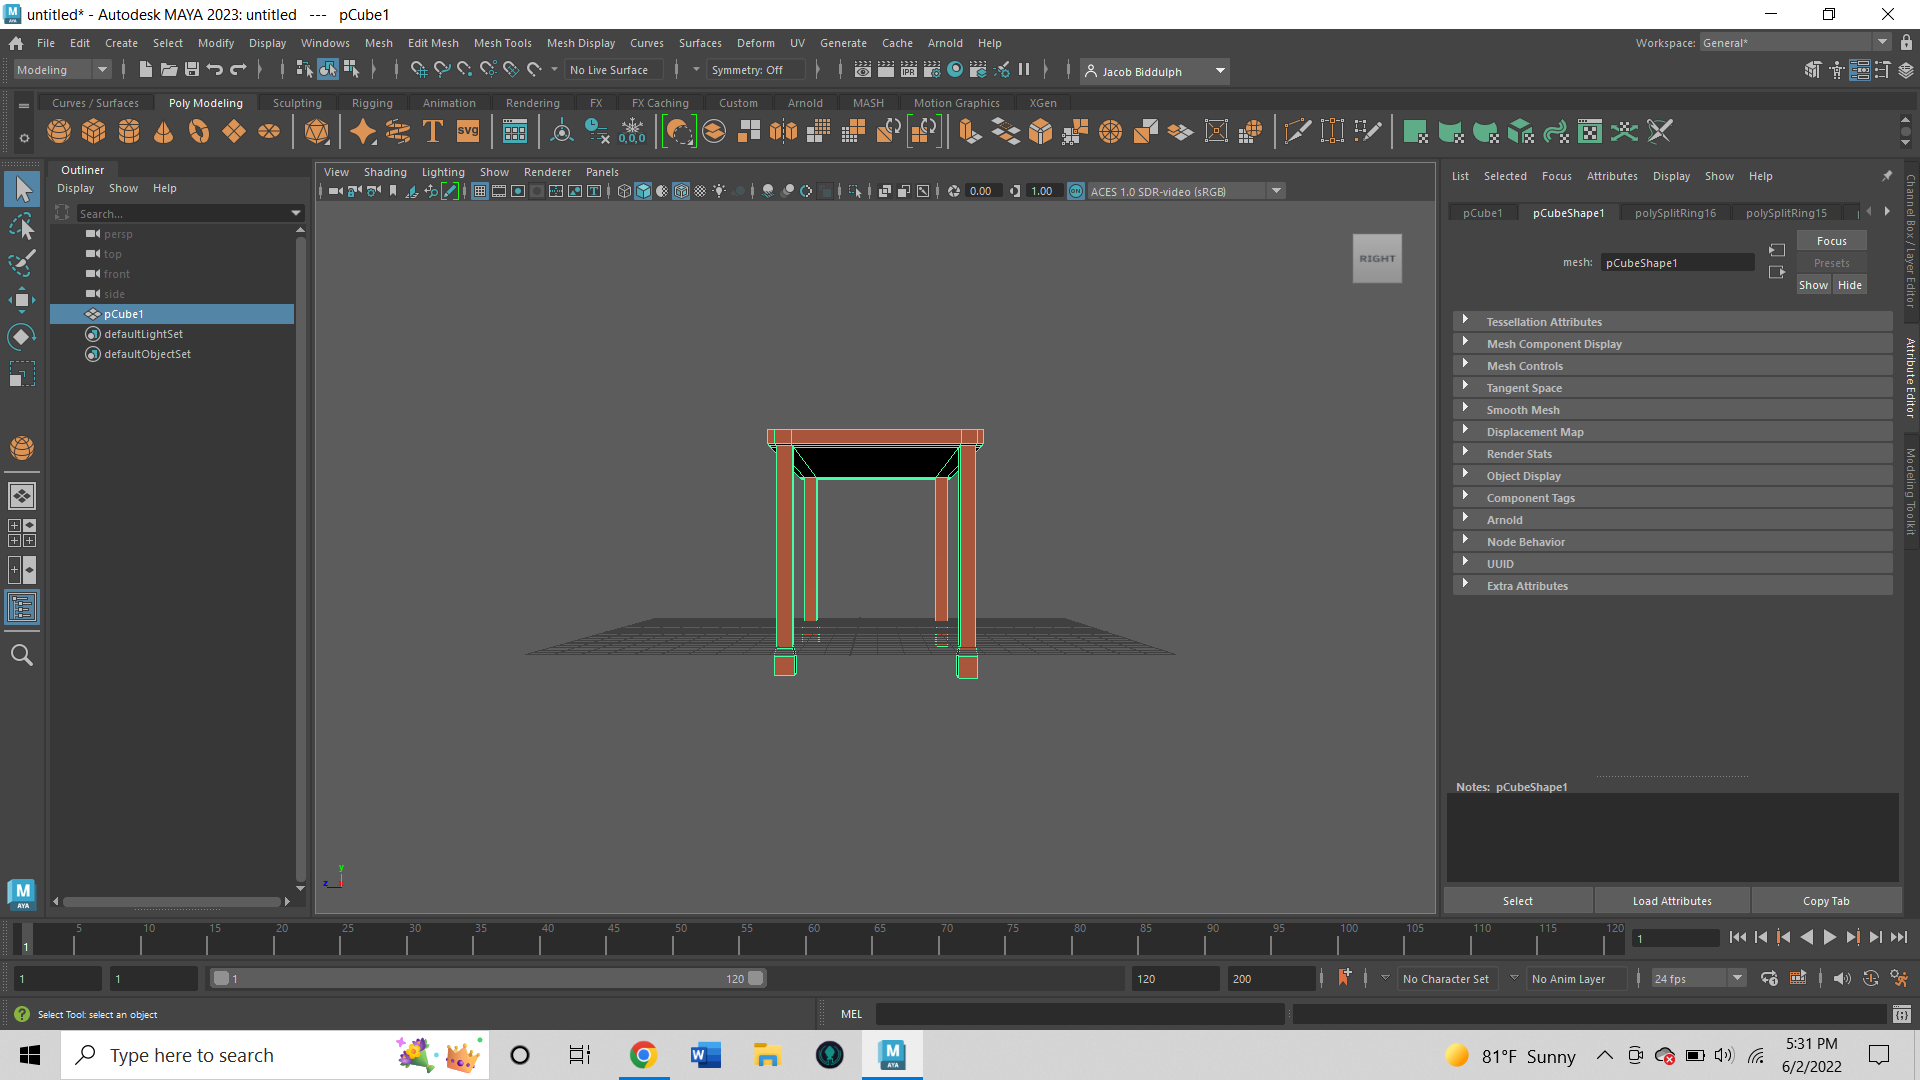 untitled* - Autodesk MAYA 2023: untitled --- pCube1
File Edit Create Select Modify Display Windows Mesh Edit Mesh Mesh Tools Mesh Display Curves Surfaces Deform UV Generate Cache Arnold Help
Workspace: General*
Modeling
No Live Surface
Symmetry: Off
IPR
Jacob Biddulph
Curves / Surfaces Poly Modeling Sculpting Rigging Animation Rendering FX FX Caching Custom Arnold MASH Motion Graphics XGen
T
SVG
0,0,0
Outliner
Display Show Help
Search...
persp
top
front
side
pCube1
defaultLightSet
defaultObjectSet
View Shading Lighting Show Renderer Panels
0.00
1.00
ON
ACES 1.0 SDR-video (sRGB)
RIGHT
y
z
List Selected Focus Attributes Display Show Help
pCube1 pCubeShape1 polySplitRing16 polySplitRing15
mesh: pCubeShape1
Focus
Presets
Show Hide
Tessellation Attributes
Mesh Component Display
Mesh Controls
Tangent Space
Smooth Mesh
Displacement Map
Render Stats
Object Display
Component Tags
Arnold
Node Behavior
UUID
Extra Attributes
Notes: pCubeShape1
Select Load Attributes Copy Tab
Channel Box / Layer Editor
Attribute Editor
Modeling Toolkit
M
AYA
1 5 10 15 20 25 30 35 40 45 50 55 60 65 70 75 80 85 90 95 100 105 110 115 120
1
1 1 1 120 120 200
No Character Set No Anim Layer 24 fps
Select Tool: select an object
MEL
Type here to search
81°F Sunny
5:31 PM
6/2/2022